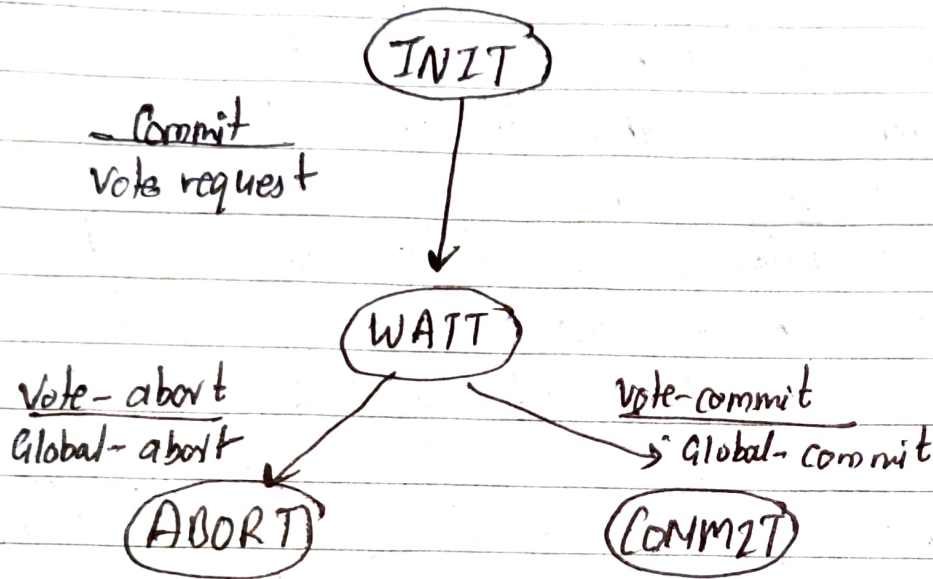 INIT
Commit
Vote request
WAIT
Vote-abort
Global-abort
Vote-commit
Global-commit
ABORT
COMMIT